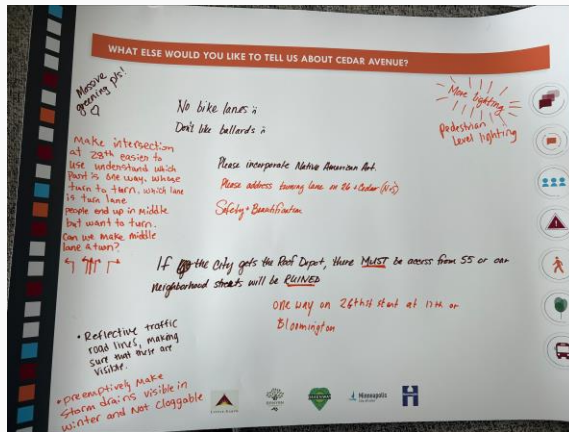 WHAT ELSE WOULD YOU LIKE TO TELL US ABOUT CEDAR AVENUE?
Massive
greening pls!
No bike lanes
Don't like bollards
More lighting
pedestrian
level lighting
Make intersection
at 28th easier to
use understand which
part is one way, whose
turn to turn, which lane
is turn lane
people end up in middle
but want to turn.
Can we make middle
lane a turn?
Please incorporate Native American Art.
Please address turning lane on 26 + Cedar (N/S)
Safety + Beautification
If the City gets the Roof Depot, there MUST be access from 55 or our
neighborhood streets will be RUINED
one way on 26th st start at 17th or
Bloomington
• Reflective traffic
road lines, making
sure that those are
visible.
• preemptively make
storm drains visible in
winter and Not Cloggable
LITTLE EARTH
Minneapolis